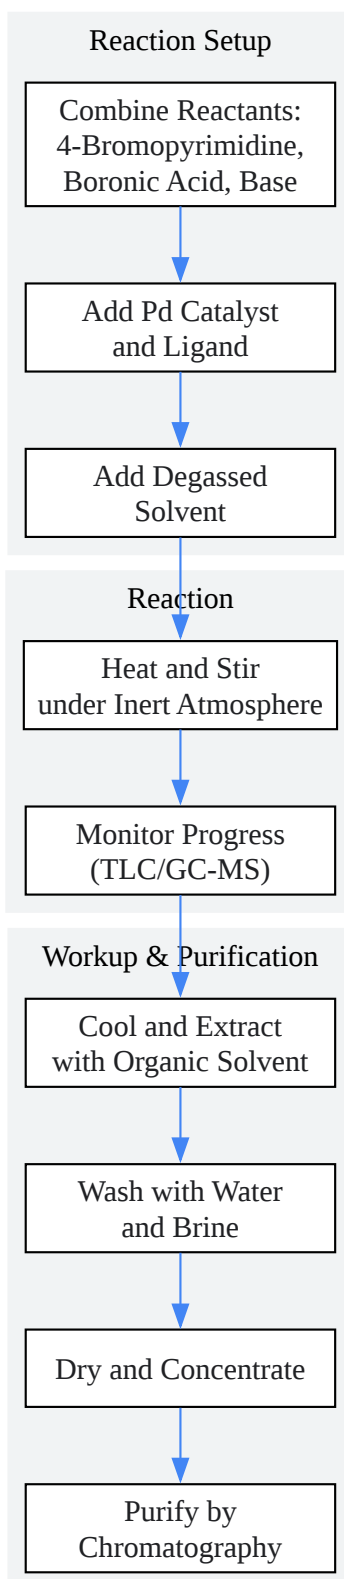 Reaction Setup
Combine Reactants:
4-Bromopyrimidine,
Boronic Acid, Base
Add Pd Catalyst
and Ligand
Add Degassed
Solvent
Reaction
Heat and Stir
under Inert Atmosphere
Monitor Progress
(TLC/GC-MS)
Workup & Purification
Cool and Extract
with Organic Solvent
Wash with Water
and Brine
Dry and Concentrate
Purify by
Chromatography